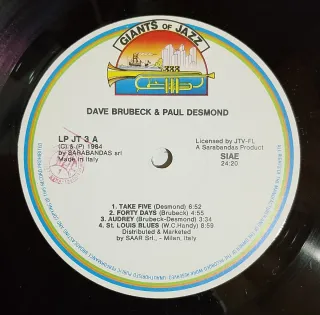 GIANTS OF JAZZ
DAVE BRUBECK & PAUL DESMOND
LP JT 3 A
(C) & (P) 1984
by SARABANDAS srl
Made in Italy
Licensed by JTV-FL
A Sarabandas Product
SIAE
24:20
1. TAKE FIVE (Desmond) 6:52
2. FORTY DAYS (Brubeck) 4:55
3. AUDREY (Brubeck-Desmond) 3:34
4. St. LOUIS BLUES (W.C. Handy) 8:59
Distributed & Marketed
by SAAR Srl., - Milan, Italy